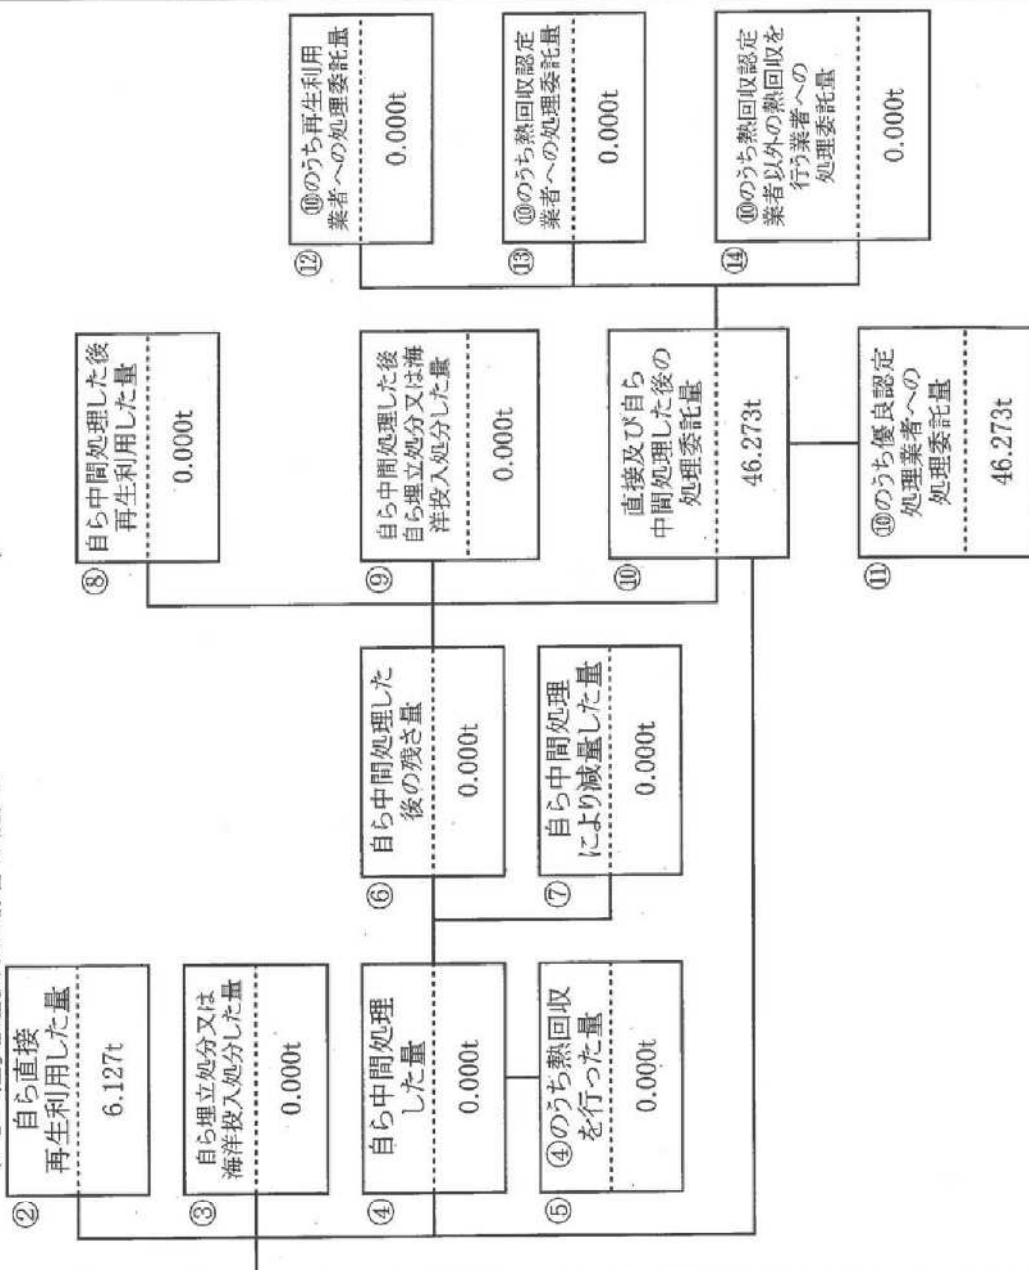 ②
自ら直接
再生利用した量
6.127t
③
自ら埋立処分又は
海洋投入処分した量
0.000t
④
自ら中間処理
した量
0.000t
⑤
④のうち熱回収
を行った量
0.000t
⑥
自ら中間処理した
後の残さ量
0.000t
⑦
自ら中間処理
により減量した量
0.000t
⑧
自ら中間処理した後
再生利用した量
0.000t
⑨
自ら中間処理した後
自ら埋立処分又は海
洋投入処分した量
0.000t
⑩
直接及び自ら
中間処理した後の
処理委託量
46.273t
⑪
⑩のうち優良認定
処理業者への
処理委託量
46.273t
⑫
⑩のうち再生利用
業者への処理委託量
0.000t
⑬
⑩のうち熱回収認定
業者への処理委託量
0.000t
⑭
⑩のうち熱回収認定
業者以外の熱回収を
行う業者への
処理委託量
0.000t